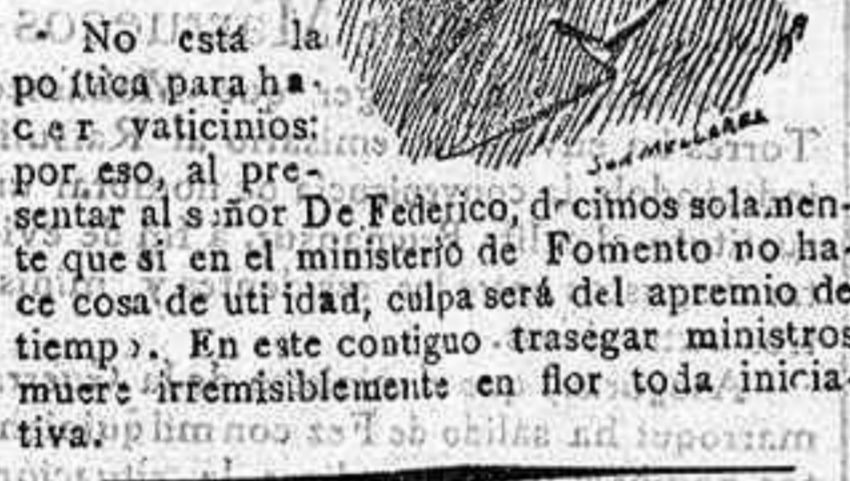 No está la
política para ha-
cer vaticinios:
por eso, al pre-
sentar al señor De Federico, decimos solamen-
te que si en el ministerio de Fomento no ha-
ce cosa de utilidad, culpa será del apremio de
tiempo. En este contiguo trasegar ministros
muere irremisiblemente en flor toda inicia-
tiva.